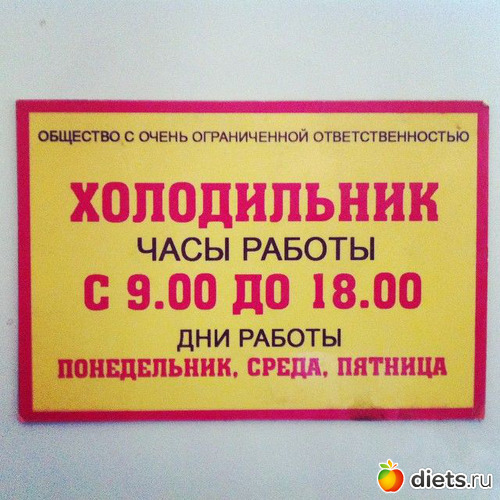 ОБЩЕСТВО С ОЧЕНЬ ОГРАНИЧЕННОЙ ОТВЕТСТВЕННОСТЬЮ
ХОЛОДИЛЬНИК
ЧАСЫ РАБОТЫ
С 9.00 ДО 18.00
ДНИ РАБОТЫ
ПОНЕДЕЛЬНИК, СРЕДА, ПЯТНИЦА
diets.ru